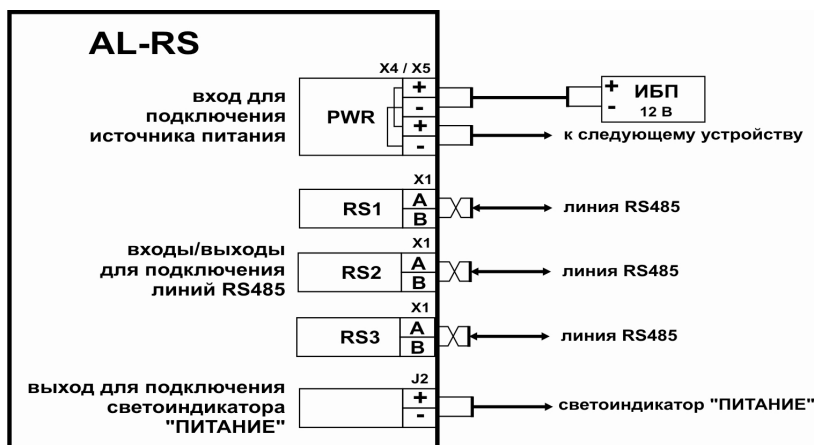 AL-RS
X4 / X5
вход для
подключения
источника питания
PWR
+
-
+
-
+
-
ИБП
12 В
к следующему устройству
X1
RS1
A
B
линия RS485
входы/выходы
для подключения
линий RS485
X1
RS2
A
B
линия RS485
X1
RS3
A
B
линия RS485
выход для подключения
светоиндикатора
"ПИТАНИЕ"
J2
+
-
светоиндикатор "ПИТАНИЕ"